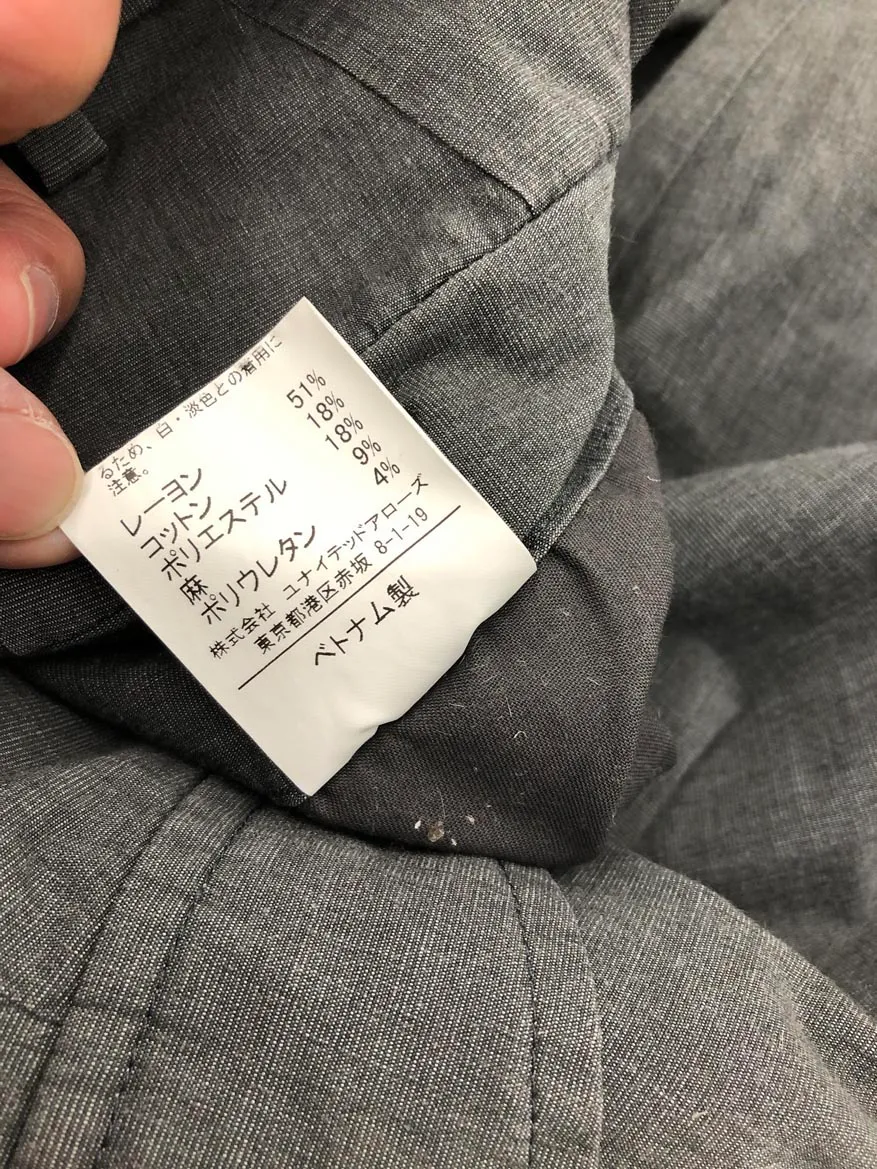 るため、白・淡色との着用に
注意。
レーヨン 51%
コットン 18%
ポリエステル 18%
麻 9%
ポリウレタン 4%
株式会社 ユナイテッドアローズ
東京都港区赤坂 8-1-19
ベトナム製